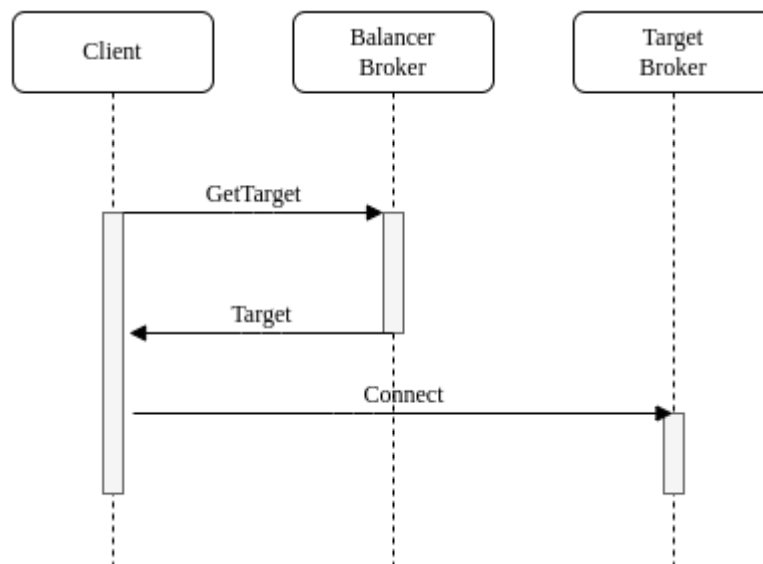 Client
Balancer
Broker
Target
Broker
GetTarget
Target
Connect